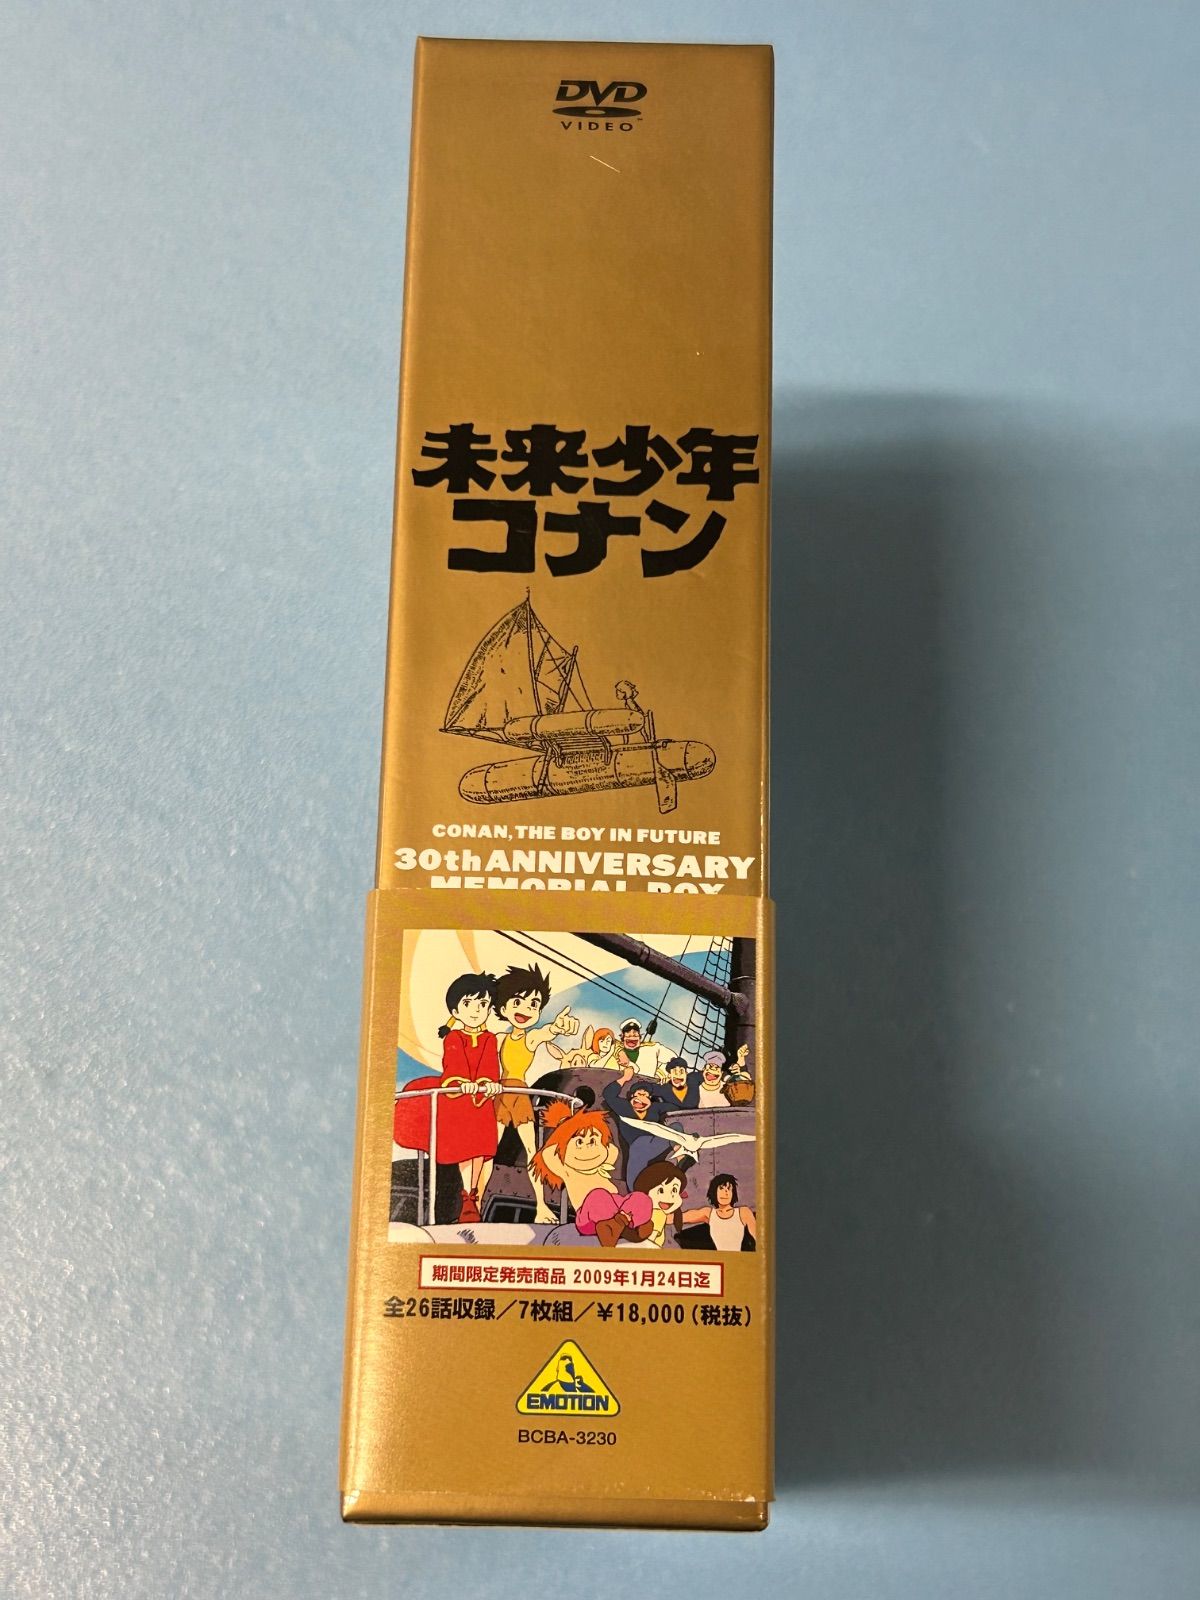 DVD
VIDEO
未来少年
コナン
CONAN, THE BOY IN FUTURE
30th ANNIVERSARY
MEMORIAL BOX
期間限定発売商品 2009年1月24日迄
全26話収録／7枚組／¥18,000(税抜)
EMOTION
BCBA-3230